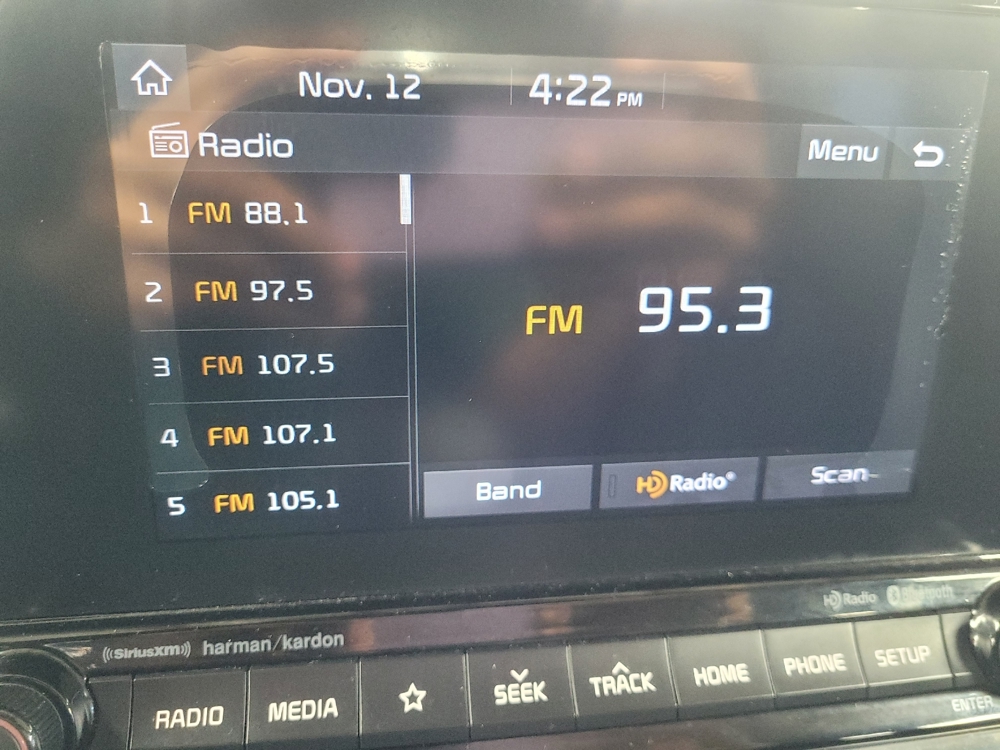 Nov. 12 4:22 PM
Radio Menu
1 FM 88.1
2 FM 97.5
3 FM 107.5
4 FM 107.1
5 FM 105.1
FM 95.3
Band HD Radio® Scan
HD Radio Bluetooth
((SiriusXM)) harman/kardon
RADIO MEDIA SEEK TRACK HOME PHONE SETUP
ENTER